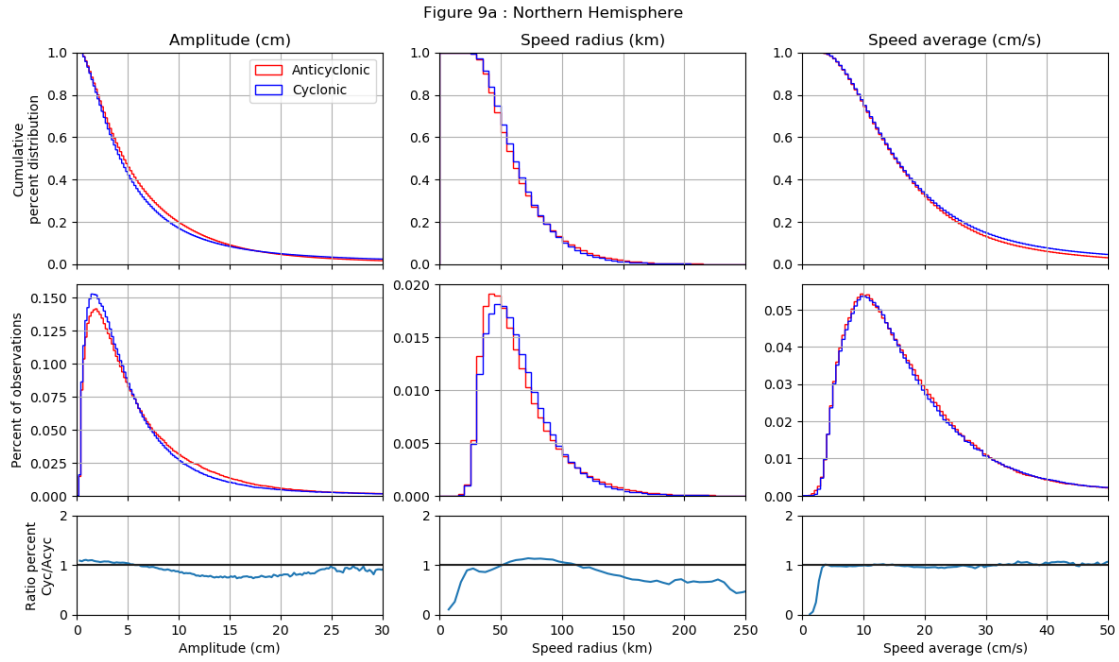 Figure 9a : Northern Hemisphere
Amplitude (cm)
Speed radius (km)
Speed average (cm/s)
Cumulative
percent distribution
1.0
0.8
0.6
0.4
0.2
0.0
Anticyclonic
Cyclonic
1.0
0.8
0.6
0.4
0.2
0.0
1.0
0.8
0.6
0.4
0.2
0.0
Percent of observations
0.150
0.125
0.100
0.075
0.050
0.025
0.000
0.020
0.015
0.010
0.005
0.000
0.05
0.04
0.03
0.02
0.01
0.00
Ratio percent
Cyc/Acyc
2
1
0
0 5 10 15 20 25 30
Amplitude (cm)
2
1
0
0 50 100 150 200 250
Speed radius (km)
2
1
0
0 10 20 30 40 50
Speed average (cm/s)